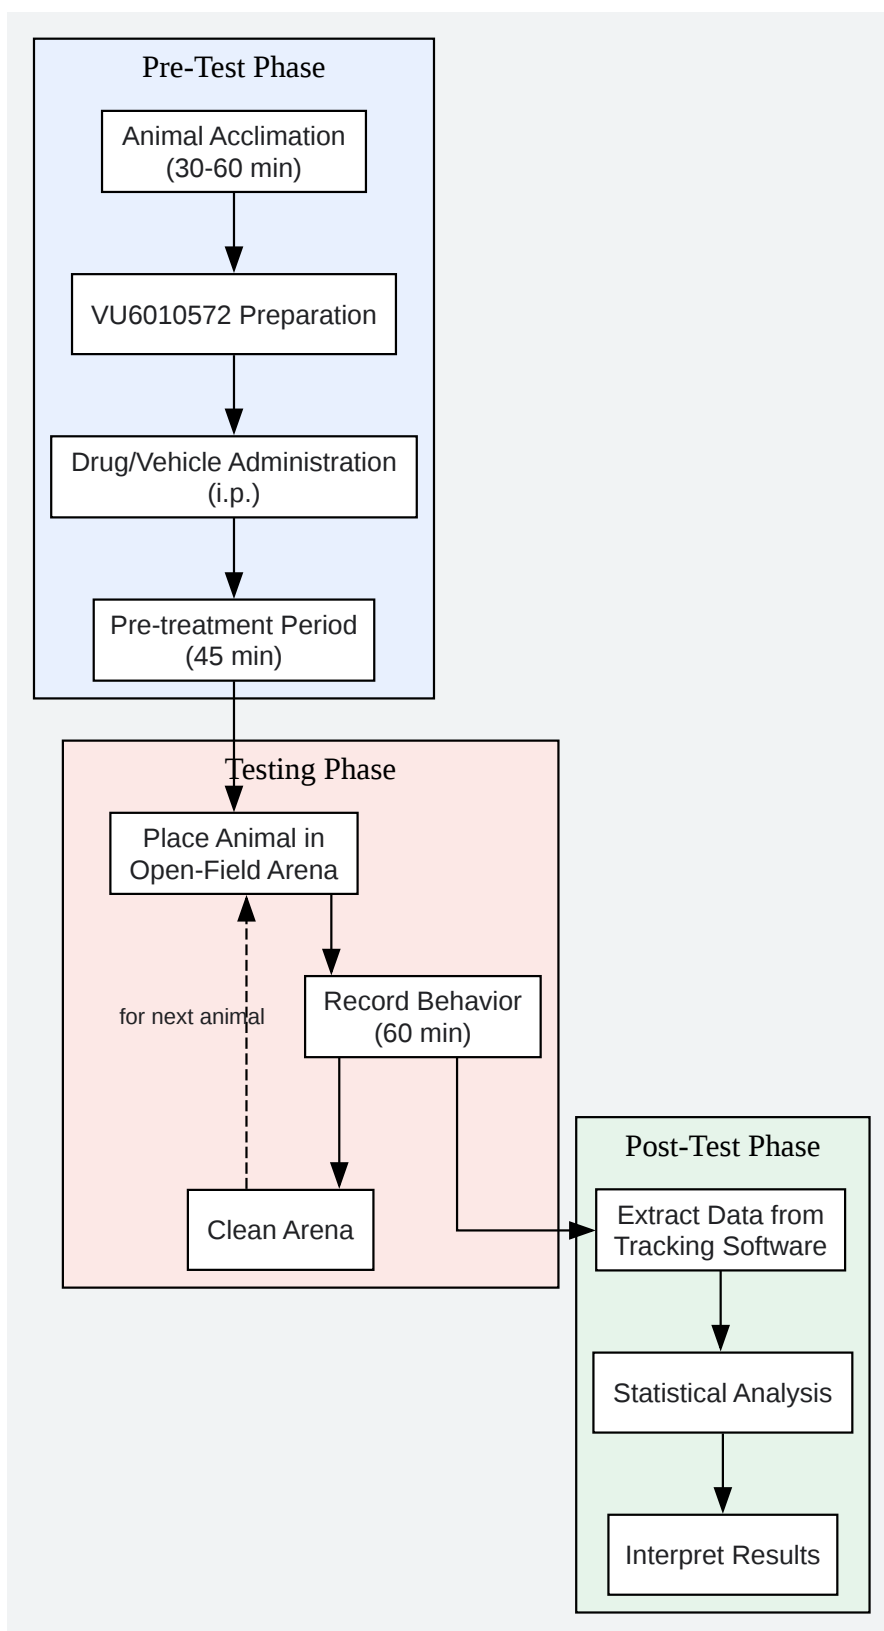 Pre-Test Phase
Animal Acclimation
(30-60 min)
VU6010572 Preparation
Drug/Vehicle Administration
(i.p.)
Pre-treatment Period
(45 min)
Testing Phase
Place Animal in
Open-Field Arena
Record Behavior
(60 min)
for next animal
Clean Arena
Post-Test Phase
Extract Data from
Tracking Software
Statistical Analysis
Interpret Results